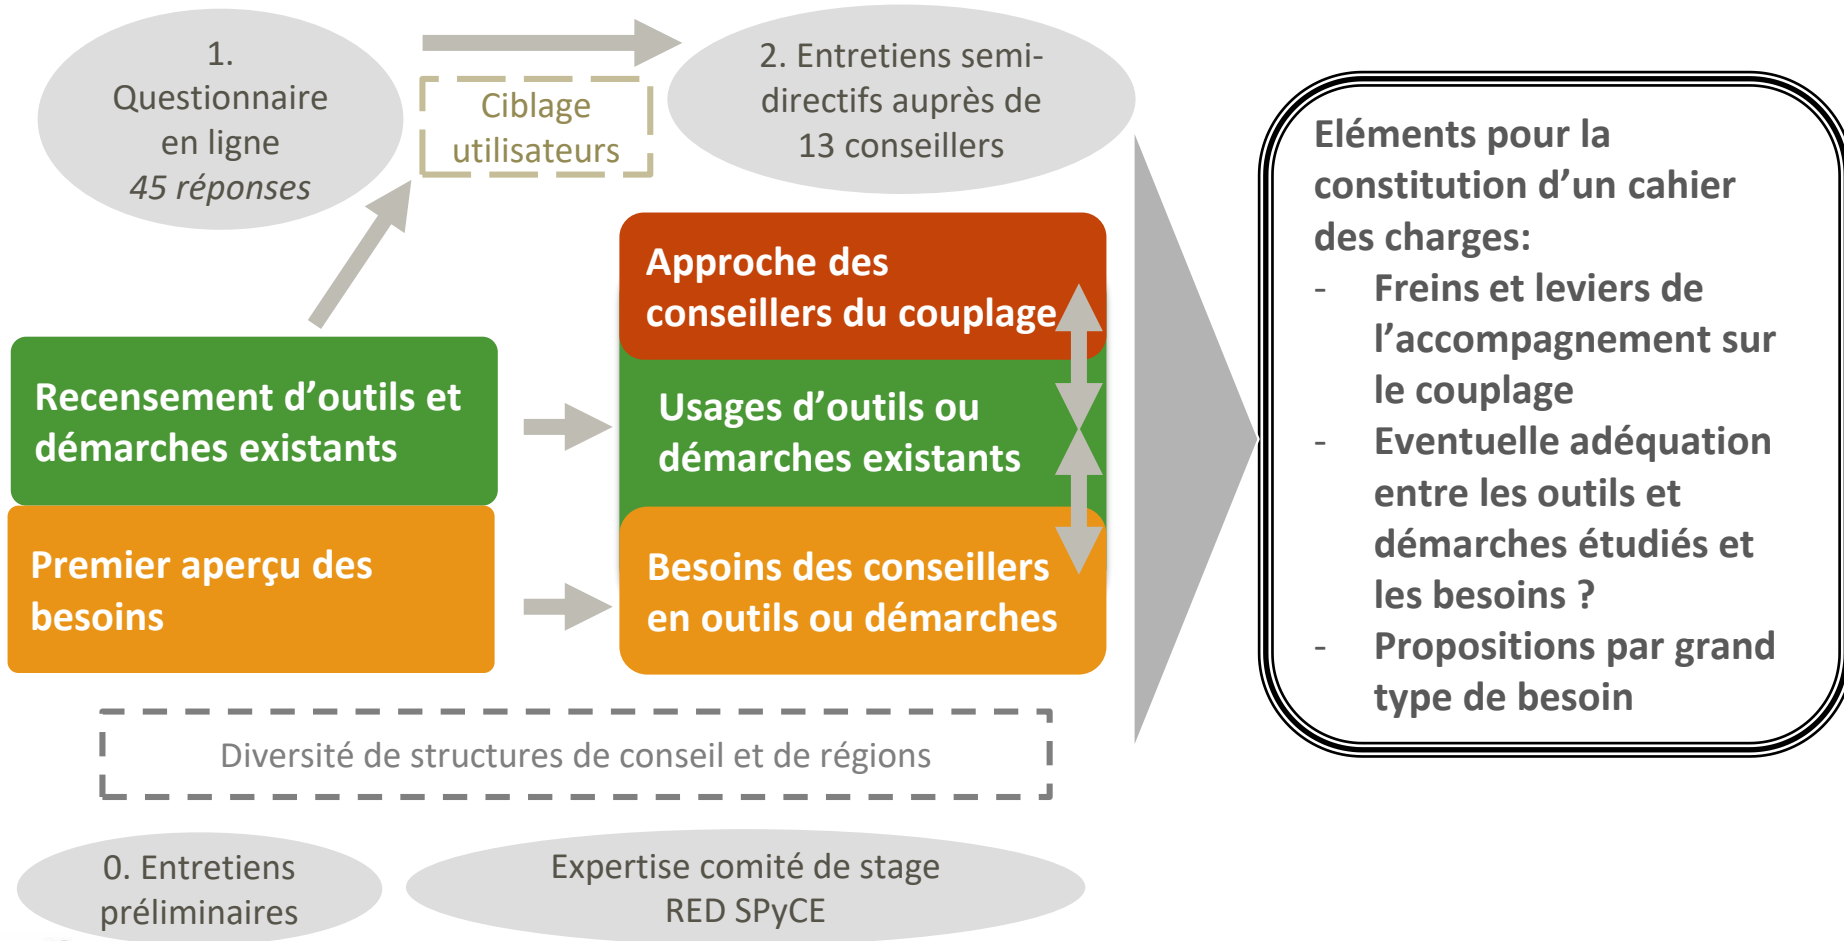 1.
Questionnaire
en ligne
45 réponses
Ciblage
utilisateurs
2. Entretiens semi-
directifs auprès de
13 conseillers
Recensement d’outils et
démarches existants
Premier aperçu des
besoins
Approche des
conseillers du couplage
Usages d’outils ou
démarches existants
Besoins des conseillers
en outils ou démarches
Diversité de structures de conseil et de régions
0. Entretiens
préliminaires
Expertise comité de stage
RED SPyCE
Eléments pour la
constitution d’un cahier
des charges:
- Freins et leviers de
l’accompagnement sur
le couplage
- Eventuelle adéquation
entre les outils et
démarches étudiés et
les besoins ?
- Propositions par grand
type de besoin